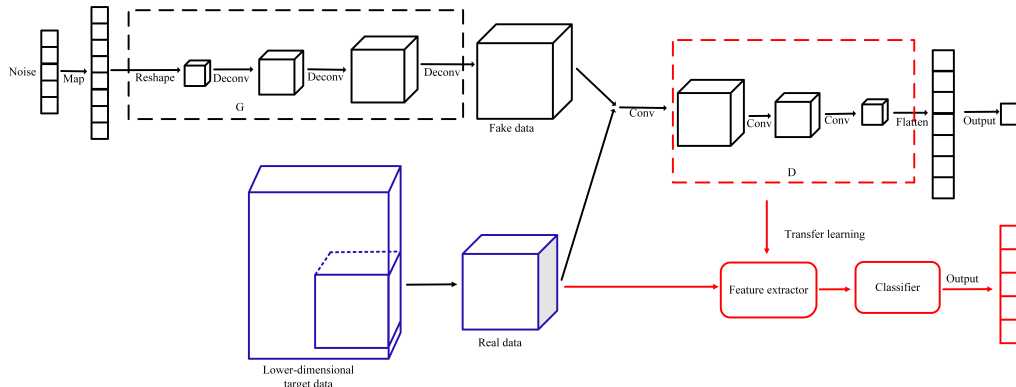 Noise
Map
Reshape
Deconv
Deconv
Deconv
G
Fake data
Conv
Conv
Conv
Flatten
Output
D
Transfer learning
Feature extractor
Classifier
Output
Real data
Lower-dimensional
target data